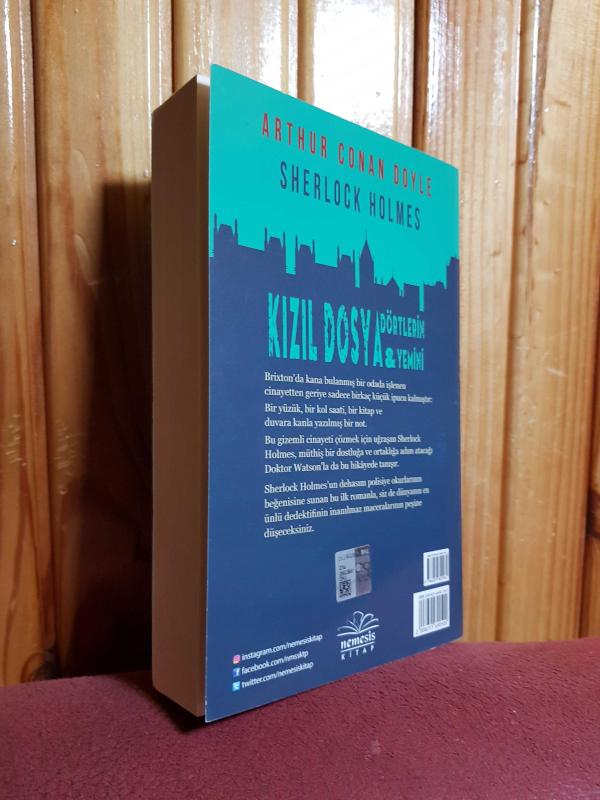 ARTHUR CONAN DOYLE
SHERLOCK HOLMES
KIZIL DOSYA
DÖRTLERİN
& YEMİNİ
Brixton'da kana bulanmış bir odada işlenen
cinayetten geriye sadece birkaç küçük ipucu kalmıştır:
Bir yüzük, bir kol saati, bir kitap ve
duvara kanla yazılmış bir not.
Bu gizemli cinayeti çözmek için uğraşan Sherlock
Holmes, müthiş bir dostluğa ve ortaklığa adım atacağı
Doktor Watson'la da bu hikâyede tanışır.
Sherlock Holmes'un dehasını polisiye okurlarının
beğenisine sunan bu ilk romanla, siz de dünyanın en
ünlü dedektifinin inanılmaz maceralarının peşine
düşeceksiniz.
nemesis
KİTAP
instagram.com/nemesiskitap
facebook.com/nmssktp
twitter.com/nemesiskitap